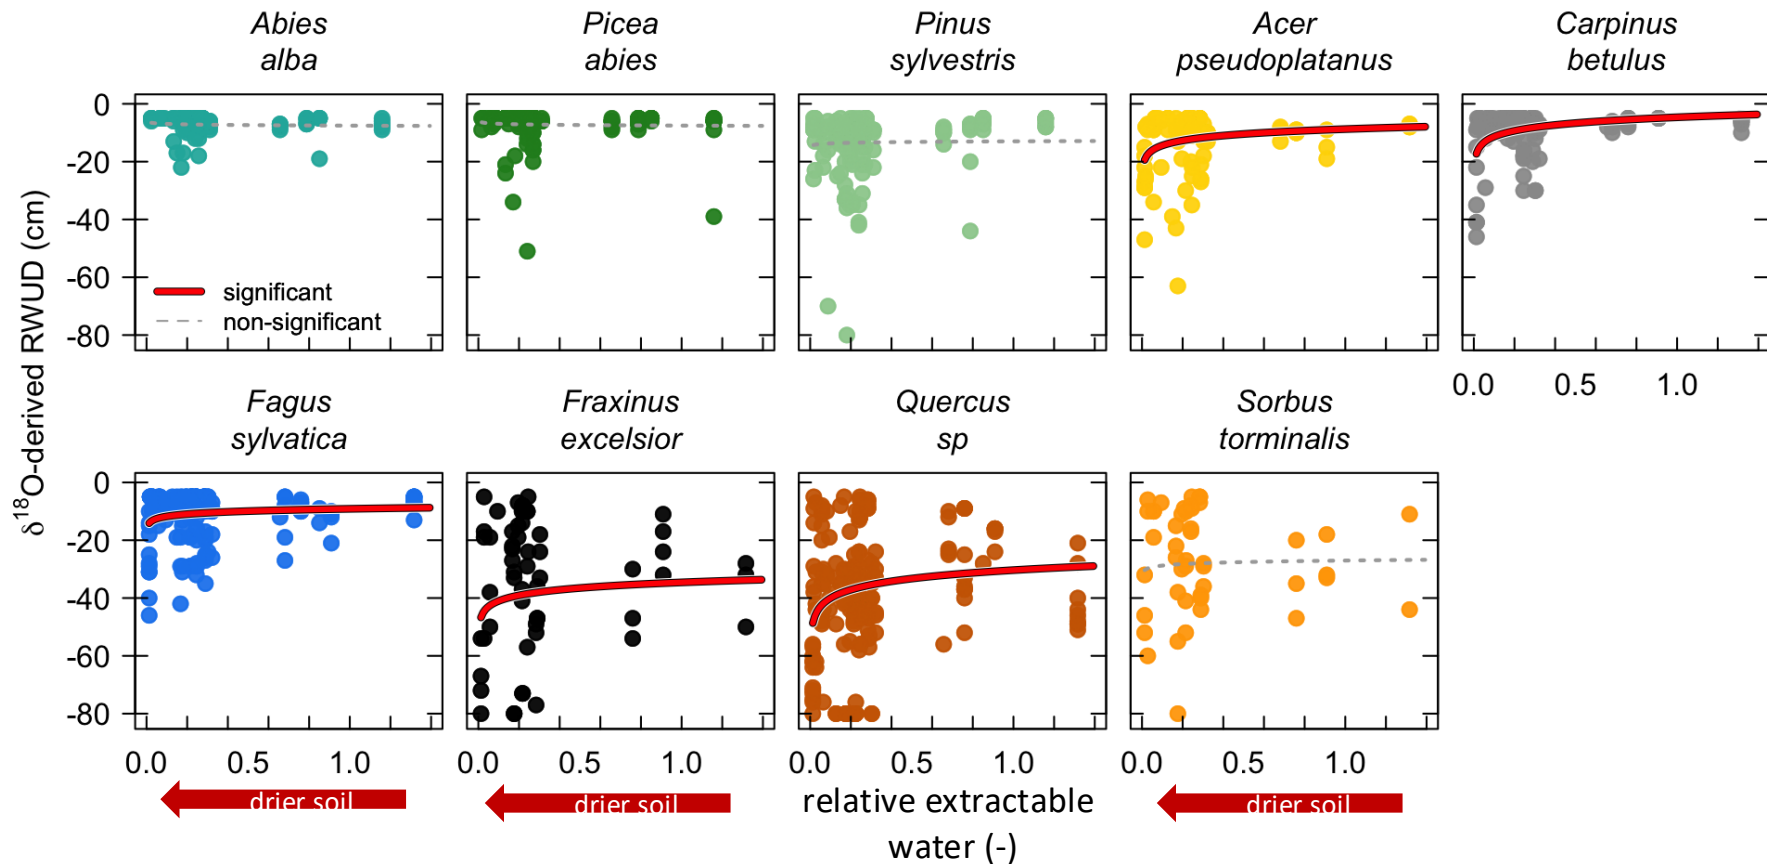 Abies
alba
Picea
abies
Pinus
sylvestris
Acer
pseudoplatanus
Carpinus
betulus
δ18O-derived RWUD (cm)
0
-20
-40
-60
-80
significant
non-significant
0.0 0.5 1.0
Fagus
sylvatica
Fraxinus
excelsior
Quercus
sp
Sorbus
torminalis
0
-20
-40
-60
-80
0.0 0.5 1.0
0.0 0.5 1.0
0.0 0.5 1.0
0.0 0.5 1.0
drier soil
drier soil
relative extractable
water (-)
drier soil